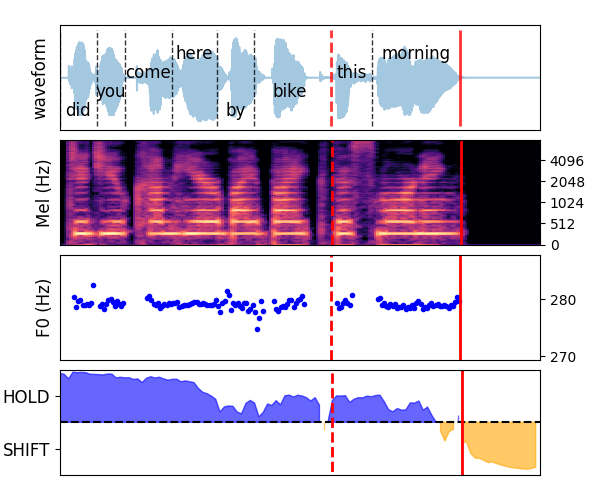 waveform
did you come here by bike this morning
Mel (Hz)
4096
2048
1024
512
0
F0 (Hz)
280
270
HOLD
SHIFT